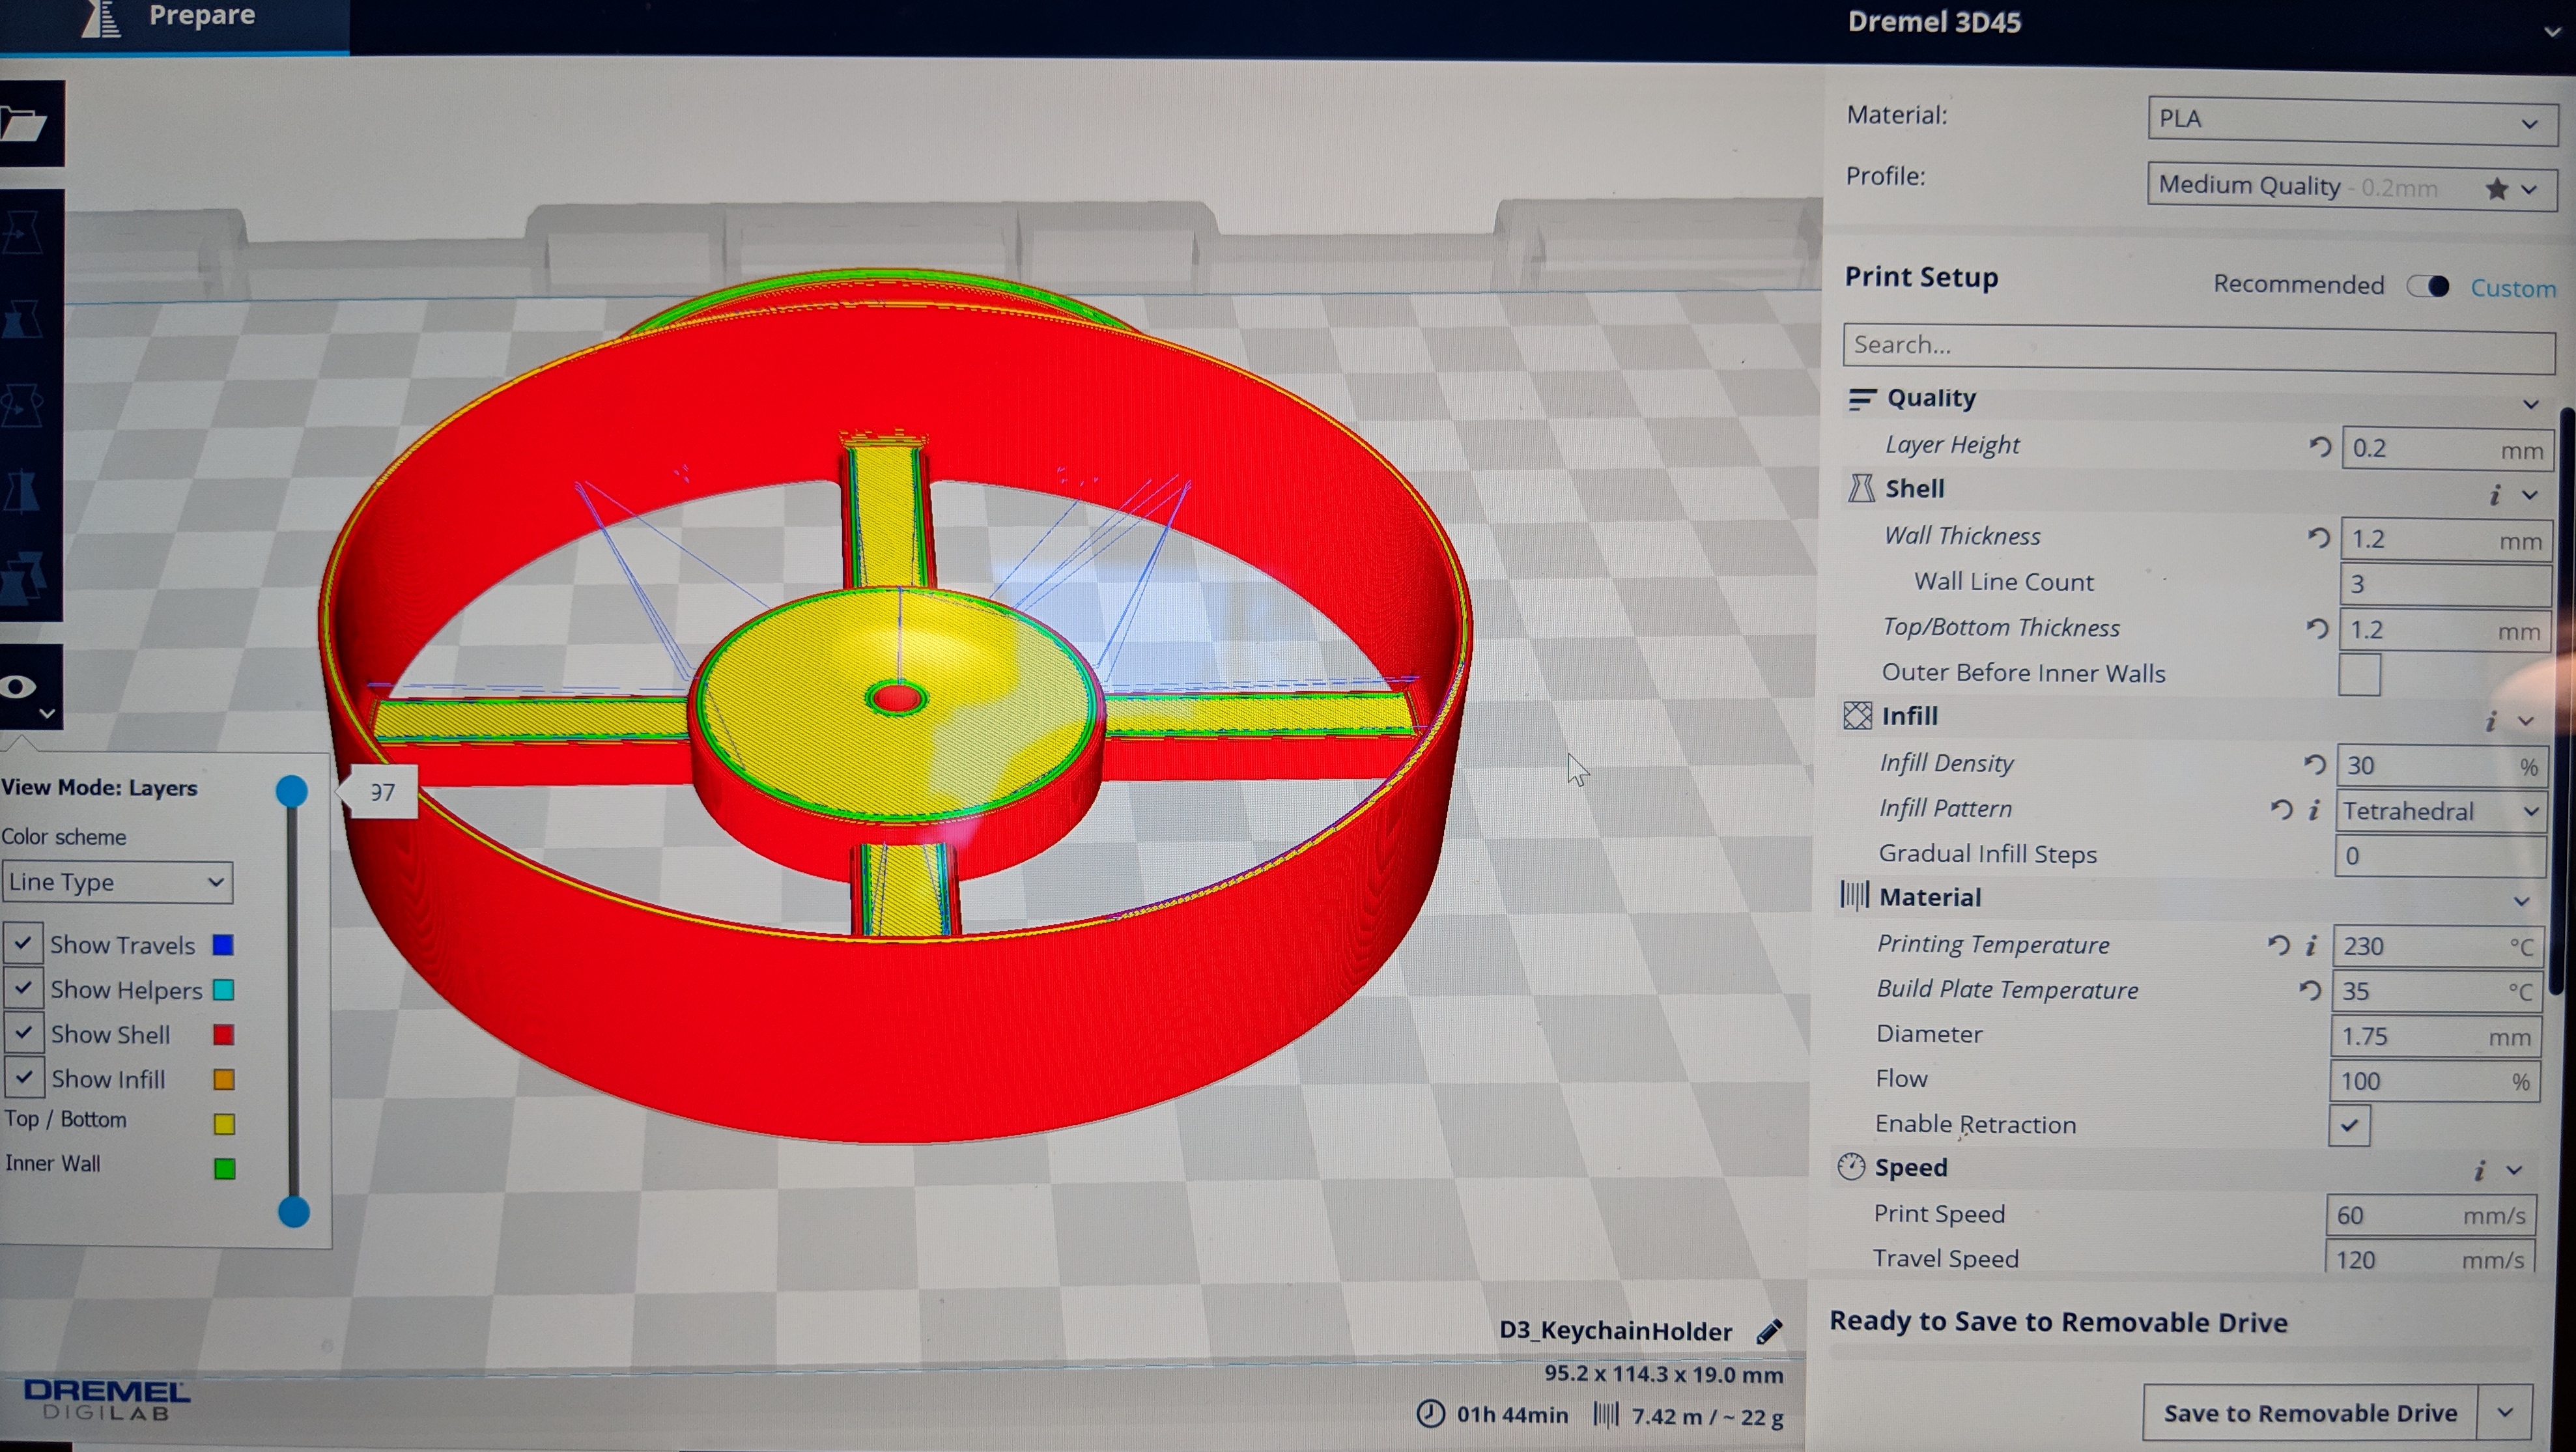 Prepare
Dremel 3D45
Material:
PLA
Profile:
Medium Quality - 0.2mm
Print Setup
Recommended
Custom
Search...
Quality
Layer Height
0.2 mm
Shell
i
Wall Thickness
1.2 mm
Wall Line Count
3
Top/Bottom Thickness
1.2 mm
Outer Before Inner Walls
Infill
i
Infill Density
30 %
Infill Pattern
i
Tetrahedral
Gradual Infill Steps
0
Material
Printing Temperature
i
230 °C
Build Plate Temperature
35 °C
Diameter
1.75 mm
Flow
100 %
Enable Retraction
Speed
i
Print Speed
60 mm/s
Travel Speed
120 mm/s
Ready to Save to Removable Drive
Save to Removable Drive
View Mode: Layers
97
Color scheme
Line Type
Show Travels
Show Helpers
Show Shell
Show Infill
Top / Bottom
Inner Wall
D3_KeychainHolder
95.2 x 114.3 x 19.0 mm
01h 44min
7.42 m / ~ 22 g
DREMEL
DIGILAB